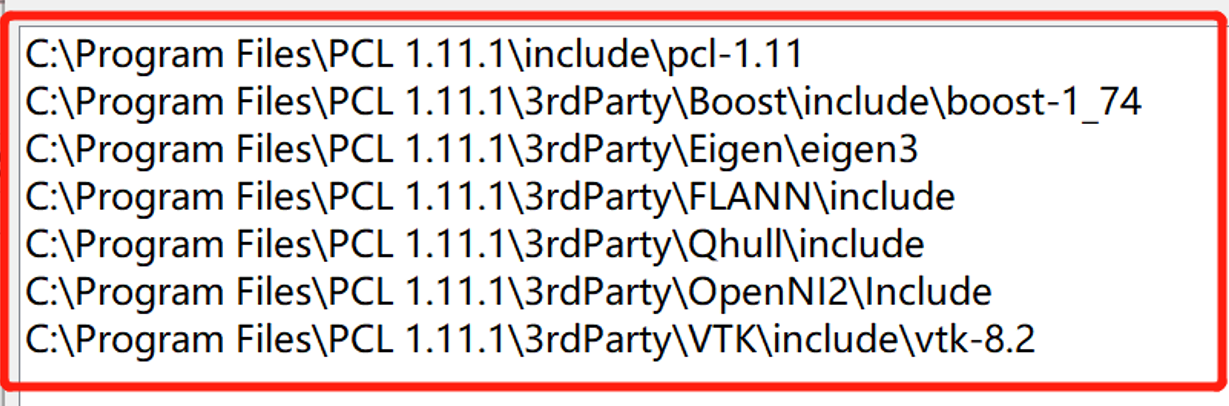 C:\Program Files\PCL 1.11.1\include\pcl-1.11
C:\Program Files\PCL 1.11.1\3rdParty\Boost\include\boost-1_74
C:\Program Files\PCL 1.11.1\3rdParty\Eigen\eigen3
C:\Program Files\PCL 1.11.1\3rdParty\FLANN\include
C:\Program Files\PCL 1.11.1\3rdParty\Qhull\include
C:\Program Files\PCL 1.11.1\3rdParty\OpenNI2\Include
C:\Program Files\PCL 1.11.1\3rdParty\VTK\include\vtk-8.2